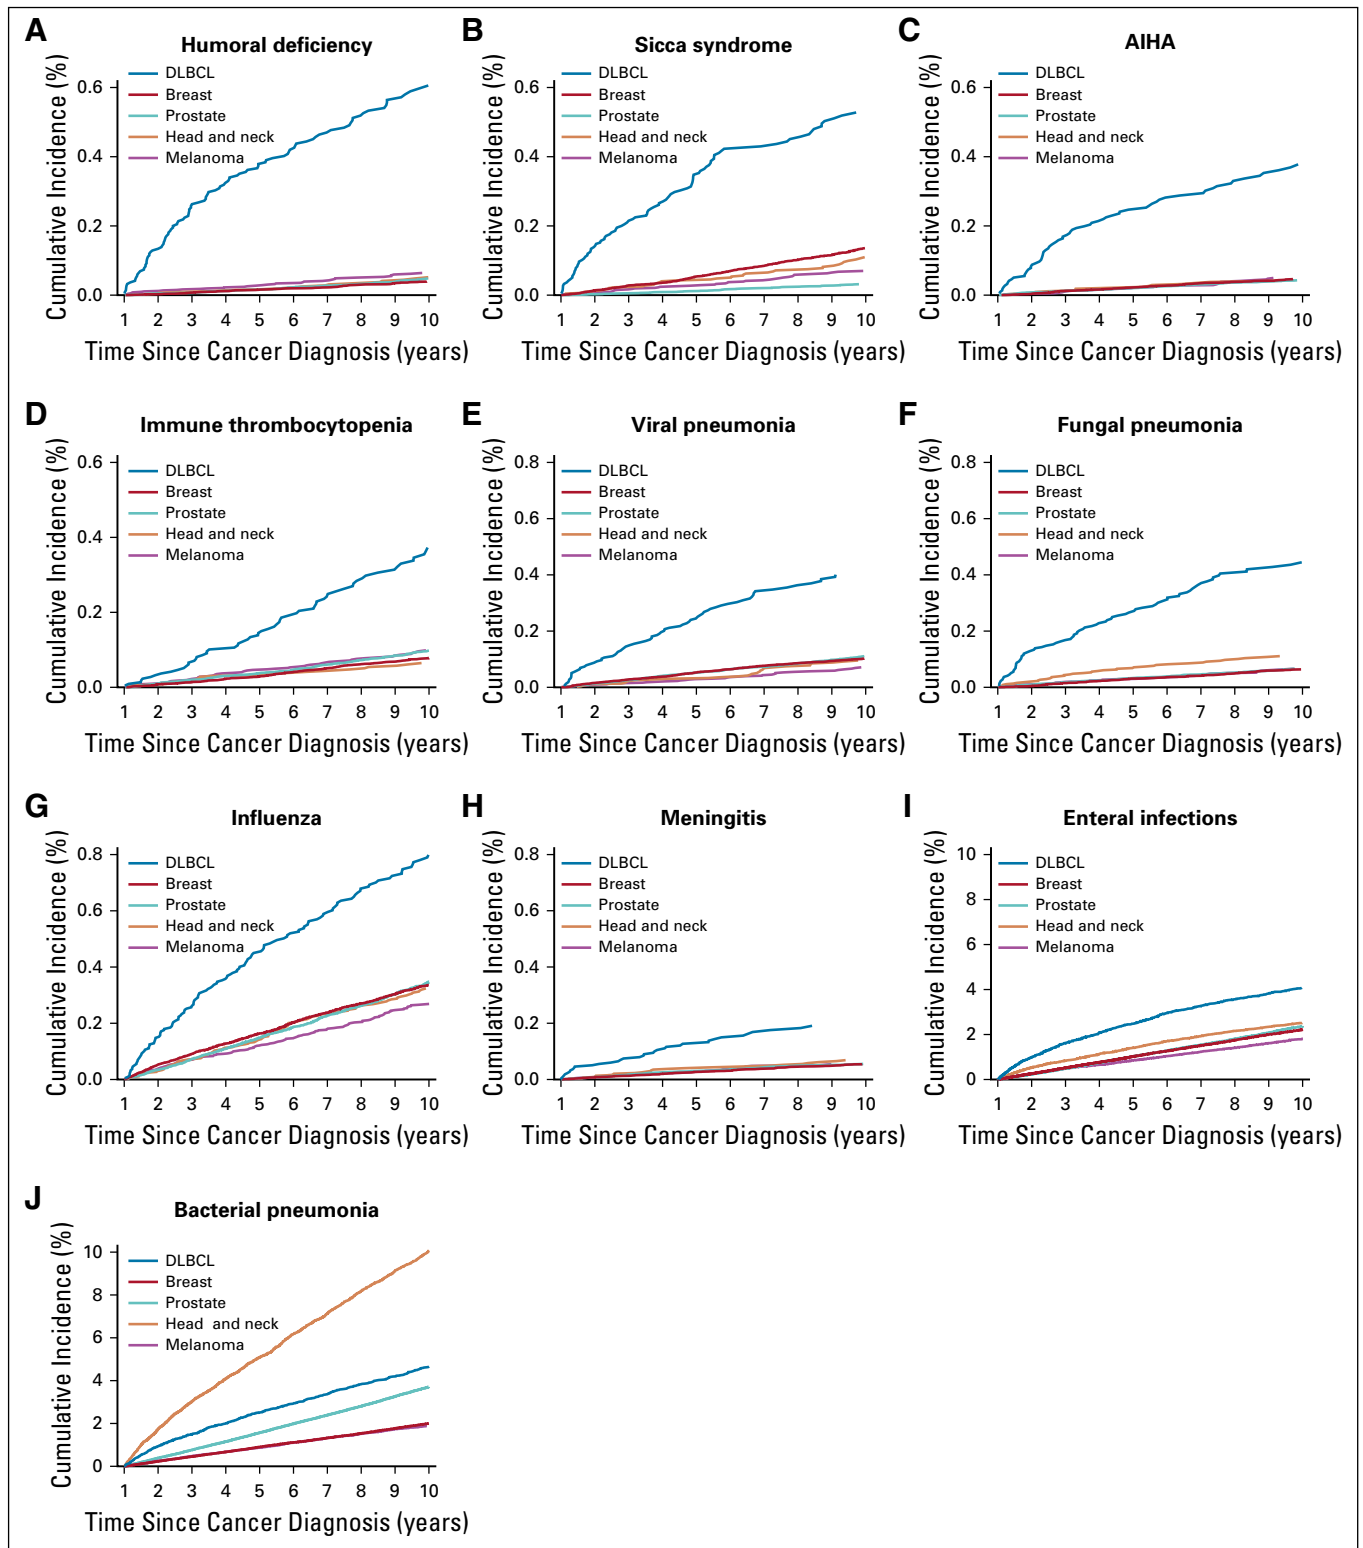 A
Humoral deficiency
Cumulative Incidence (%)
0.6
0.4
0.2
0.0
DLBCL
Breast
Prostate
Head and neck
Melanoma
1 2 3 4 5 6 7 8 9 10
Time Since Cancer Diagnosis (years)
B
Sicca syndrome
Cumulative Incidence (%)
0.6
0.4
0.2
0.0
DLBCL
Breast
Prostate
Head and neck
Melanoma
1 2 3 4 5 6 7 8 9 10
Time Since Cancer Diagnosis (years)
C
AIHA
Cumulative Incidence (%)
0.6
0.4
0.2
0.0
DLBCL
Breast
Prostate
Head and neck
Melanoma
1 2 3 4 5 6 7 8 9 10
Time Since Cancer Diagnosis (years)
D
Immune thrombocytopenia
Cumulative Incidence (%)
0.6
0.4
0.2
0.0
DLBCL
Breast
Prostate
Head and neck
Melanoma
1 2 3 4 5 6 7 8 9 10
Time Since Cancer Diagnosis (years)
E
Viral pneumonia
Cumulative Incidence (%)
0.8
0.6
0.4
0.2
0.0
DLBCL
Breast
Prostate
Head and neck
Melanoma
1 2 3 4 5 6 7 8 9 10
Time Since Cancer Diagnosis (years)
F
Fungal pneumonia
Cumulative Incidence (%)
0.8
0.6
0.4
0.2
0.0
DLBCL
Breast
Prostate
Head and neck
Melanoma
1 2 3 4 5 6 7 8 9 10
Time Since Cancer Diagnosis (years)
G
Influenza
Cumulative Incidence (%)
0.8
0.6
0.4
0.2
0.0
DLBCL
Breast
Prostate
Head and neck
Melanoma
1 2 3 4 5 6 7 8 9 10
Time Since Cancer Diagnosis (years)
H
Meningitis
Cumulative Incidence (%)
0.8
0.6
0.4
0.2
0.0
DLBCL
Breast
Prostate
Head and neck
Melanoma
1 2 3 4 5 6 7 8 9 10
Time Since Cancer Diagnosis (years)
I
Enteral infections
Cumulative Incidence (%)
10
8
6
4
2
0
DLBCL
Breast
Prostate
Head and neck
Melanoma
1 2 3 4 5 6 7 8 9 10
Time Since Cancer Diagnosis (years)
J
Bacterial pneumonia
Cumulative Incidence (%)
10
8
6
4
2
0
DLBCL
Breast
Prostate
Head and neck
Melanoma
1 2 3 4 5 6 7 8 9 10
Time Since Cancer Diagnosis (years)